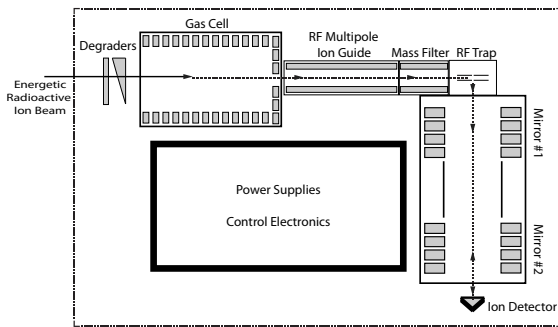 Gas Cell
Degraders
RF Multipole
Ion Guide
Mass Filter
RF Trap
Energetic
Radioactive
Ion Beam
Mirror #1
Power Supplies
Control Electronics
Mirror #2
Ion Detector